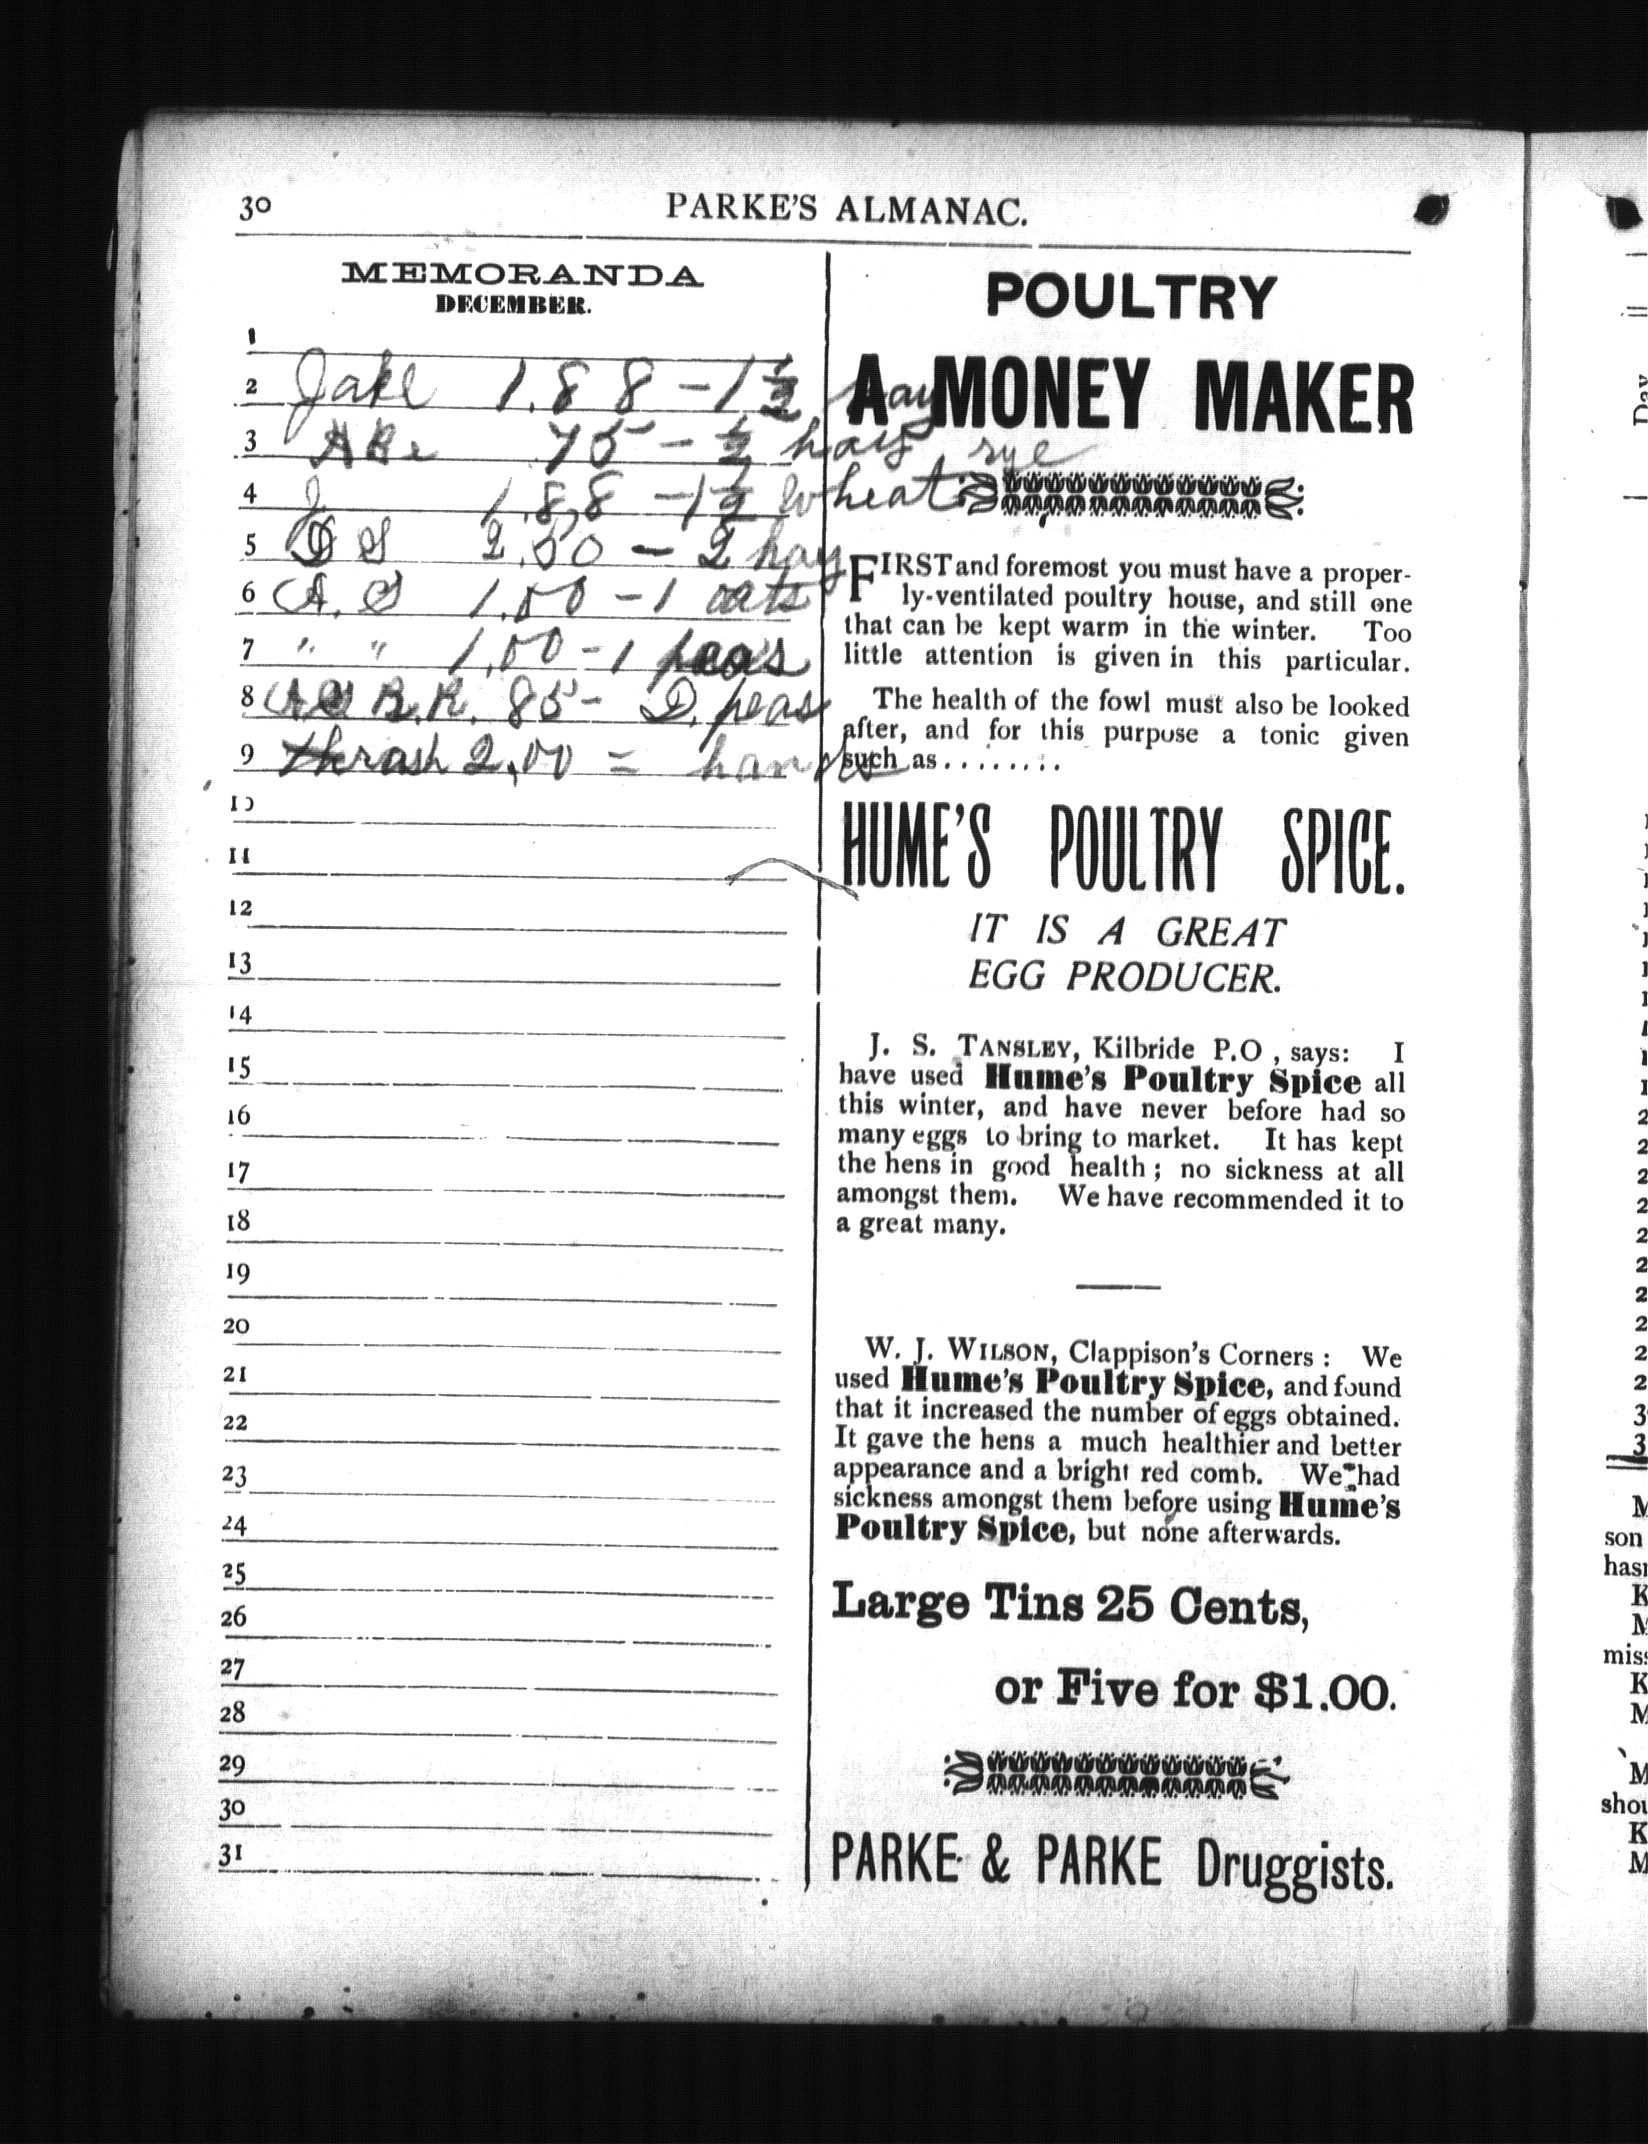 30
PARKE'S ALMANAC.
MEMORANDA
DECEMBER.
1
2 Jake 1.88 - 1½ hay
3 Abe 75 - ½ hay rye
4 J 1.88 - 1½ wheat
5 D S 2.50 - 2 hay
6 A. S 1.00 - 1 oats
7 " " 1.00 - 1 peas
8 A S B.R. 85 - D. peas
9 thrash 2,00 =
10
11
12
13
14
15
16
17
18
19
20
21
22
23
24
25
26
27
28
29
30
31
POULTRY
A MONEY MAKER
FIRST and foremost you must have a proper-
ly-ventilated poultry house, and still one
that can be kept warm in the winter. Too
little attention is given in this particular.
The health of the fowl must also be looked
after, and for this purpose a tonic given
such as........
HUME'S POULTRY SPICE.
IT IS A GREAT
EGG PRODUCER.
J. S. TANSLEY, Kilbride P.O , says: I
have used Hume's Poultry Spice all
this winter, and have never before had so
many eggs to bring to market. It has kept
the hens in good health ; no sickness at all
amongst them. We have recommended it to
a great many.
W. J. WILSON, Clappison's Corners : We
used Hume's Poultry Spice, and found
that it increased the number of eggs obtained.
It gave the hens a much healthier and better
appearance and a bright red comb. We had
sickness amongst them before using Hume's
Poultry Spice, but none afterwards.
Large Tins 25 Cents,
or Five for $1.00.
PARKE & PARKE Druggists.